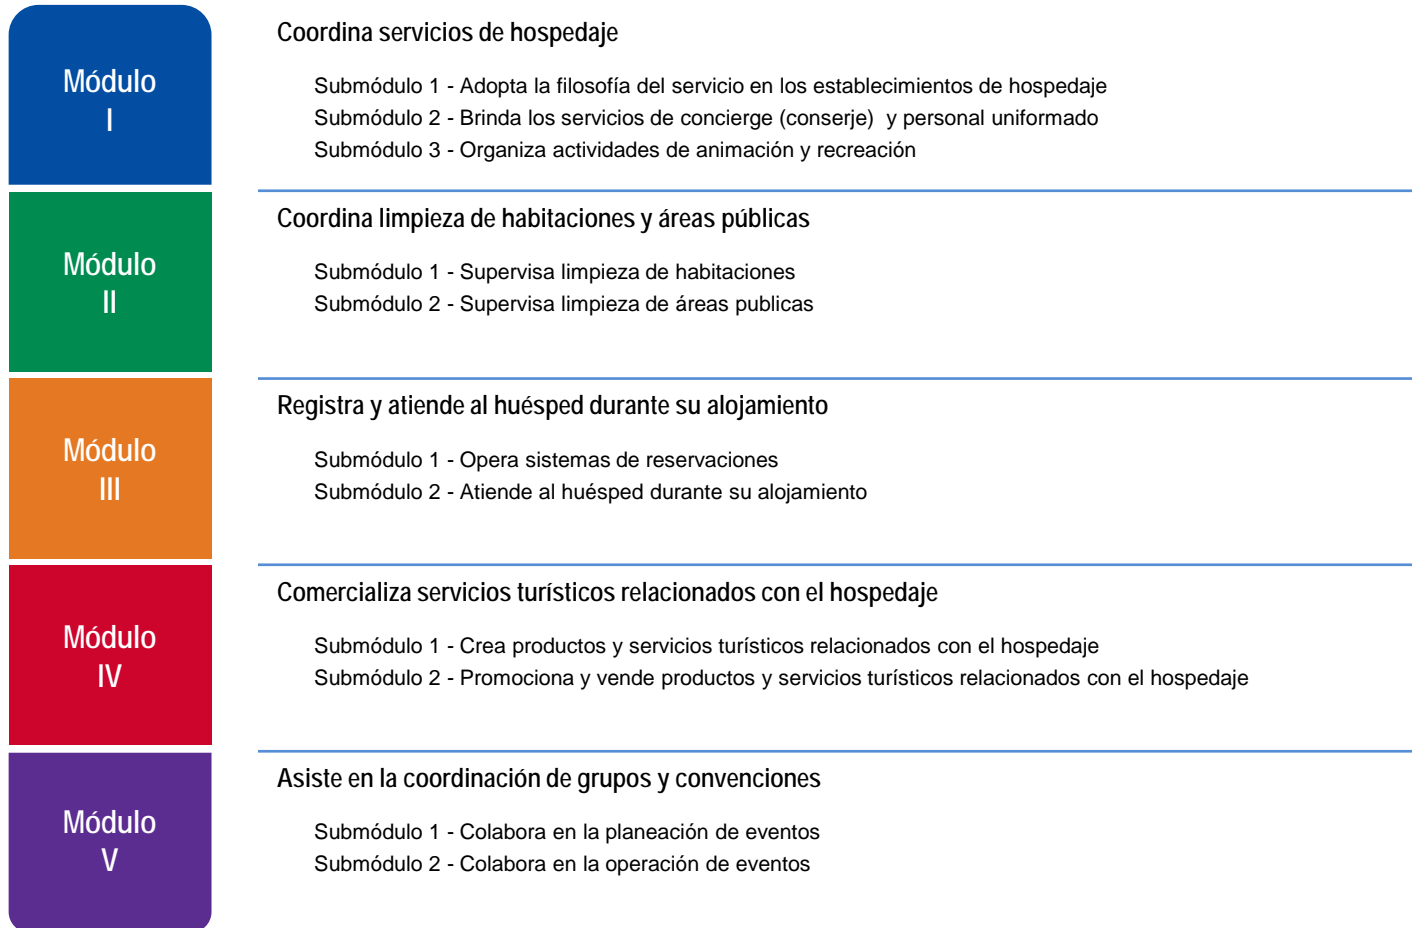 Módulo
I
Coordina servicios de hospedaje
Submódulo 1 - Adopta la filosofía del servicio en los establecimientos de hospedaje
Submódulo 2 - Brinda los servicios de concierge (conserje)  y personal uniformado
Submódulo 3 - Organiza actividades de animación y recreación
Módulo
II
Coordina limpieza de habitaciones y áreas públicas
Submódulo 1 - Supervisa limpieza de habitaciones
Submódulo 2 - Supervisa limpieza de áreas publicas
Módulo
III
Registra y atiende al huésped durante su alojamiento
Submódulo 1 - Opera sistemas de reservaciones
Submódulo 2 - Atiende al huésped durante su alojamiento
Módulo
IV
Comercializa servicios turísticos relacionados con el hospedaje
Submódulo 1 - Crea productos y servicios turísticos relacionados con el hospedaje
Submódulo 2 - Promociona y vende productos y servicios turísticos relacionados con el hospedaje
Módulo
V
Asiste en la coordinación de grupos y convenciones
Submódulo 1 - Colabora en la planeación de eventos
Submódulo 2 - Colabora en la operación de eventos